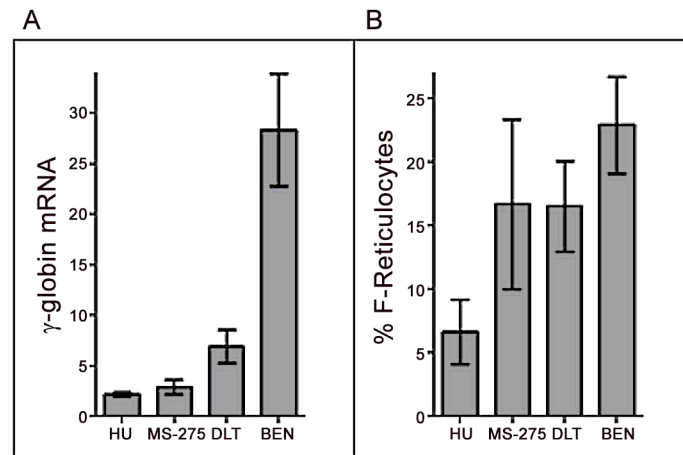 A
γ-globin mRNA
30
25
20
15
10
5
0
HU MS-275 DLT BEN
B
% F-Reticulocytes
25
20
15
10
5
0
HU MS-275 DLT BEN